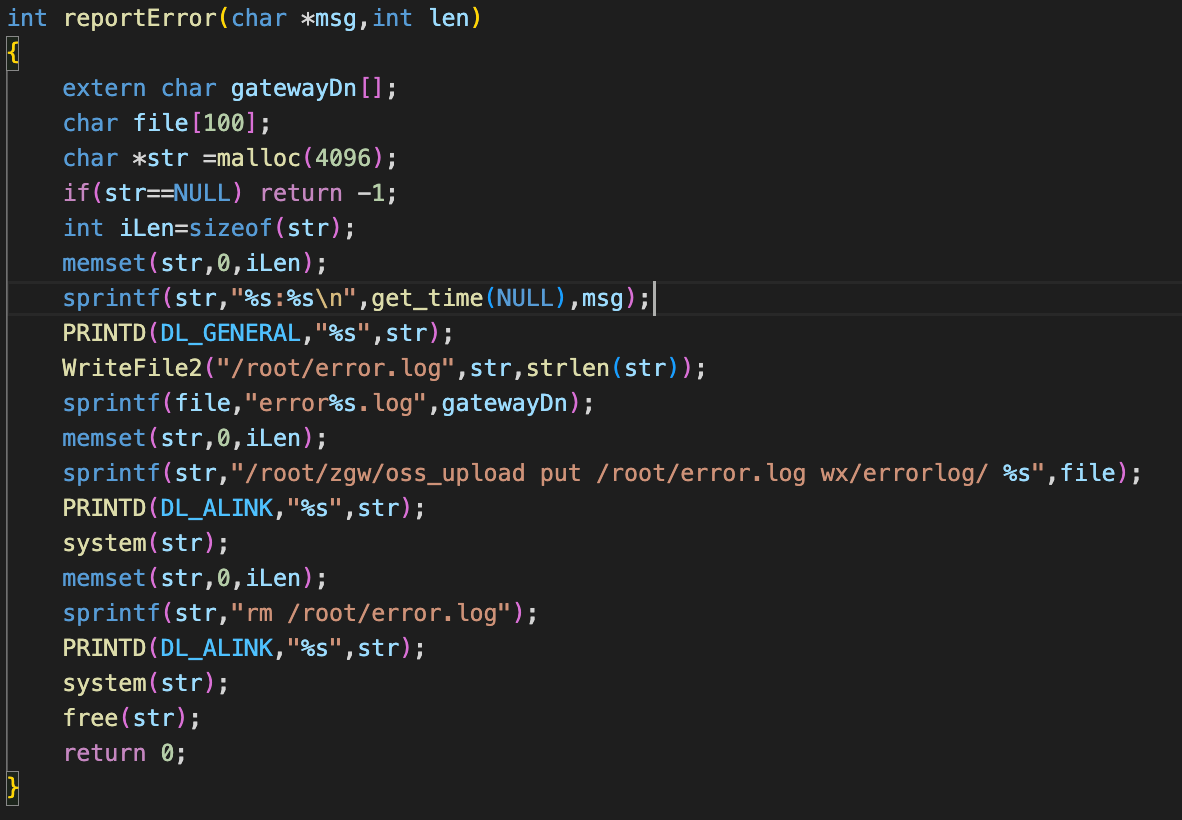 int reportError(char *msg,int len)
{
    extern char gatewayDn[];
    char file[100];
    char *str =malloc(4096);
    if(str==NULL) return -1;
    int iLen=sizeof(str);
    memset(str,0,iLen);
    sprintf(str,"%s:%s\n",get_time(NULL),msg);
    PRINTD(DL_GENERAL,"%s",str);
    WriteFile2("/root/error.log",str,strlen(str));
    sprintf(file,"error%s.log",gatewayDn);
    memset(str,0,iLen);
    sprintf(str,"/root/zgw/oss_upload put /root/error.log wx/errorlog/ %s",file);
    PRINTD(DL_ALINK,"%s",str);
    system(str);
    memset(str,0,iLen);
    sprintf(str,"rm /root/error.log");
    PRINTD(DL_ALINK,"%s",str);
    system(str);
    free(str);
    return 0;
}